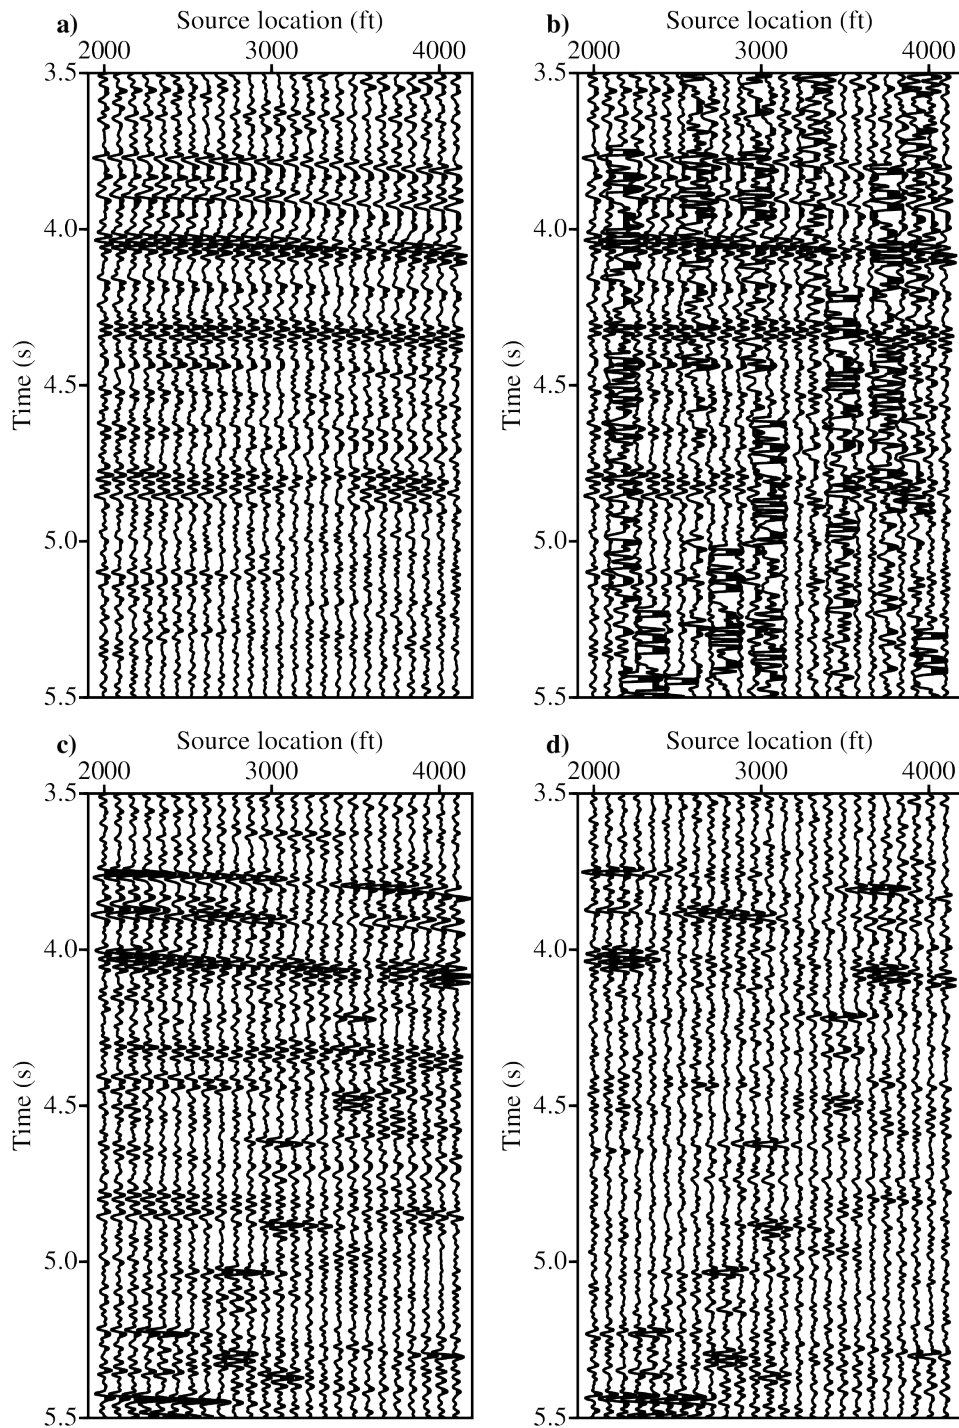 a) Source location (ft)
2000 3000 4000
3.5
4.0
4.5
5.0
5.5
Time (s)
b) Source location (ft)
2000 3000 4000
3.5
4.0
4.5
5.0
5.5
Time (s)
c) Source location (ft)
2000 3000 4000
3.5
4.0
4.5
5.0
5.5
Time (s)
d) Source location (ft)
2000 3000 4000
3.5
4.0
4.5
5.0
5.5
Time (s)